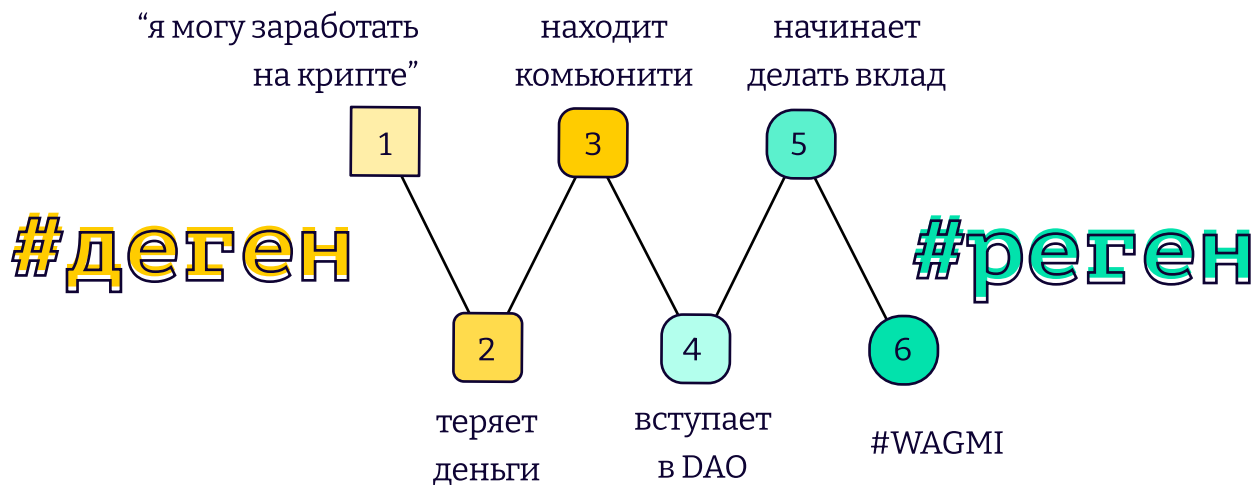 “я могу заработать
на крипте”
находит
комьюнити
начинает
делать вклад
1
3
5
#деген
#реген
2
4
6
теряет
деньги
вступает
в DAO
#WAGMI